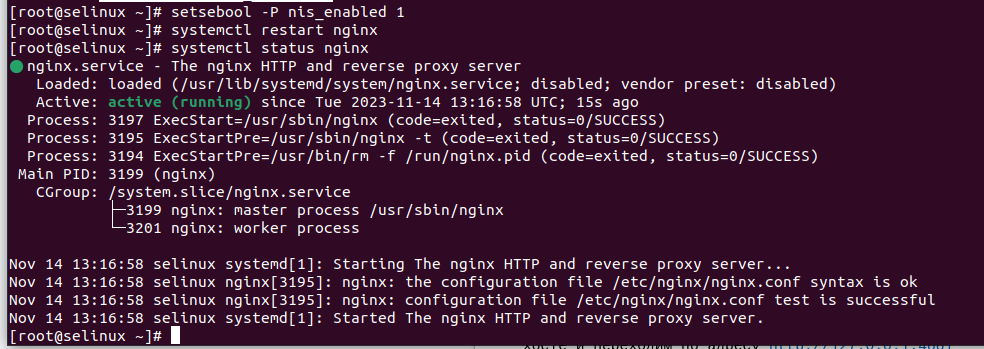 [root@selinux ~]# setsebool -P nis_enabled 1
[root@selinux ~]# systemctl restart nginx
[root@selinux ~]# systemctl status nginx
● nginx.service - The nginx HTTP and reverse proxy server
   Loaded: loaded (/usr/lib/systemd/system/nginx.service; disabled; vendor preset: disabled)
   Active: active (running) since Tue 2023-11-14 13:16:58 UTC; 15s ago
  Process: 3197 ExecStart=/usr/sbin/nginx (code=exited, status=0/SUCCESS)
  Process: 3195 ExecStartPre=/usr/sbin/nginx -t (code=exited, status=0/SUCCESS)
  Process: 3194 ExecStartPre=/usr/bin/rm -f /run/nginx.pid (code=exited, status=0/SUCCESS)
 Main PID: 3199 (nginx)
   CGroup: /system.slice/nginx.service
           ├─3199 nginx: master process /usr/sbin/nginx
           └─3201 nginx: worker process
Nov 14 13:16:58 selinux systemd[1]: Starting The nginx HTTP and reverse proxy server...
Nov 14 13:16:58 selinux nginx[3195]: nginx: the configuration file /etc/nginx/nginx.conf syntax is ok
Nov 14 13:16:58 selinux nginx[3195]: nginx: configuration file /etc/nginx/nginx.conf test is successful
Nov 14 13:16:58 selinux systemd[1]: Started The nginx HTTP and reverse proxy server.
[root@selinux ~]#